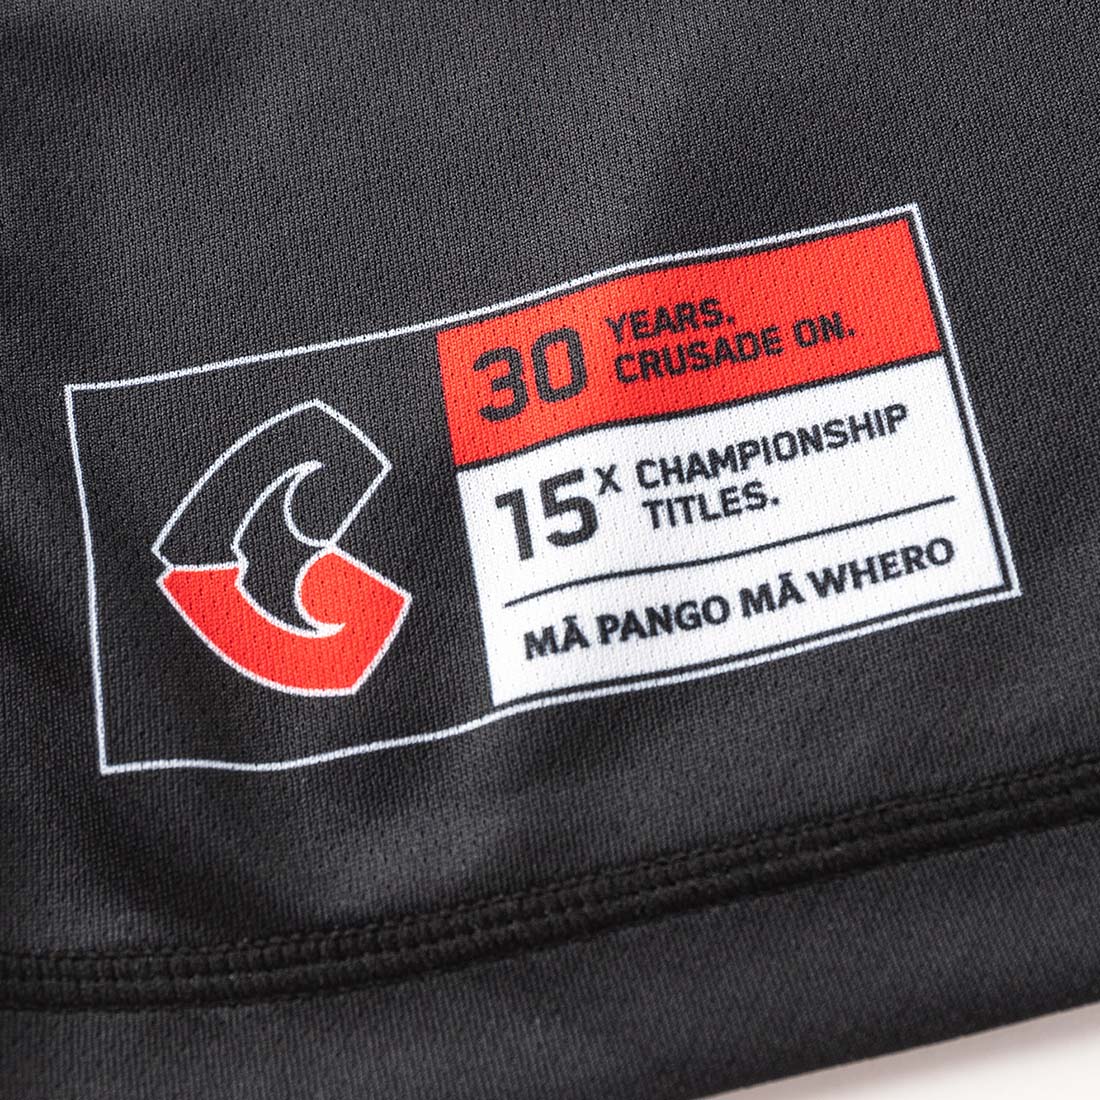 30 YEARS.
CRUSADE ON.
15X CHAMPIONSHIP
TITLES.
MĀ PANGO MĀ WHERO